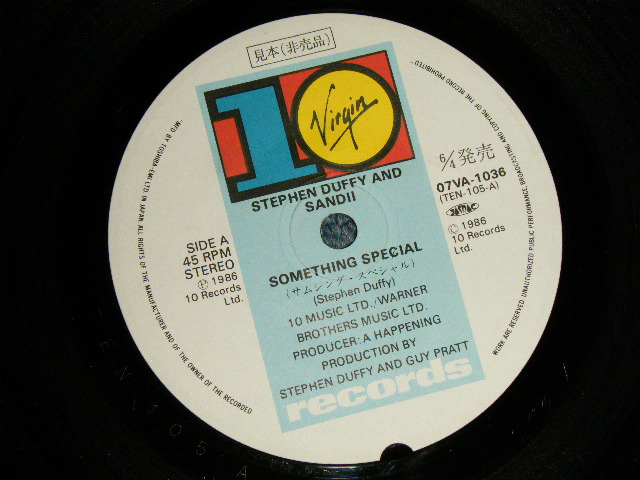 見本(非売品)
10
Virgin
STEPHEN DUFFY AND
SANDII
SIDE A
45 RPM
STEREO
Ⓟ 1986
10 Records
Ltd.
6/4発売
07VA-1036
(TEN-105-A)
© 1986
10 Records
Ltd.
SOMETHING SPECIAL
(サムシング・スペシャル)
(Stephen Duffy)
10 MUSIC LTD./WARNER
BROTHERS MUSIC LTD.
PRODUCER: A HAPPENING
PRODUCTION BY
STEPHEN DUFFY AND GUY PRATT
records
"MF'D BY TOSHIBA-EMI LTD. IN JAPAN. ALL RIGHTS OF THE MANUFACTURER AND OF THE OWNER OF THE RECORDED
WORK ARE RESERVED UNAUTHORIZED PUBLIC PERFORMANCE, BROADCASTING AND COPYING OF THE RECORD PROHIBITED"